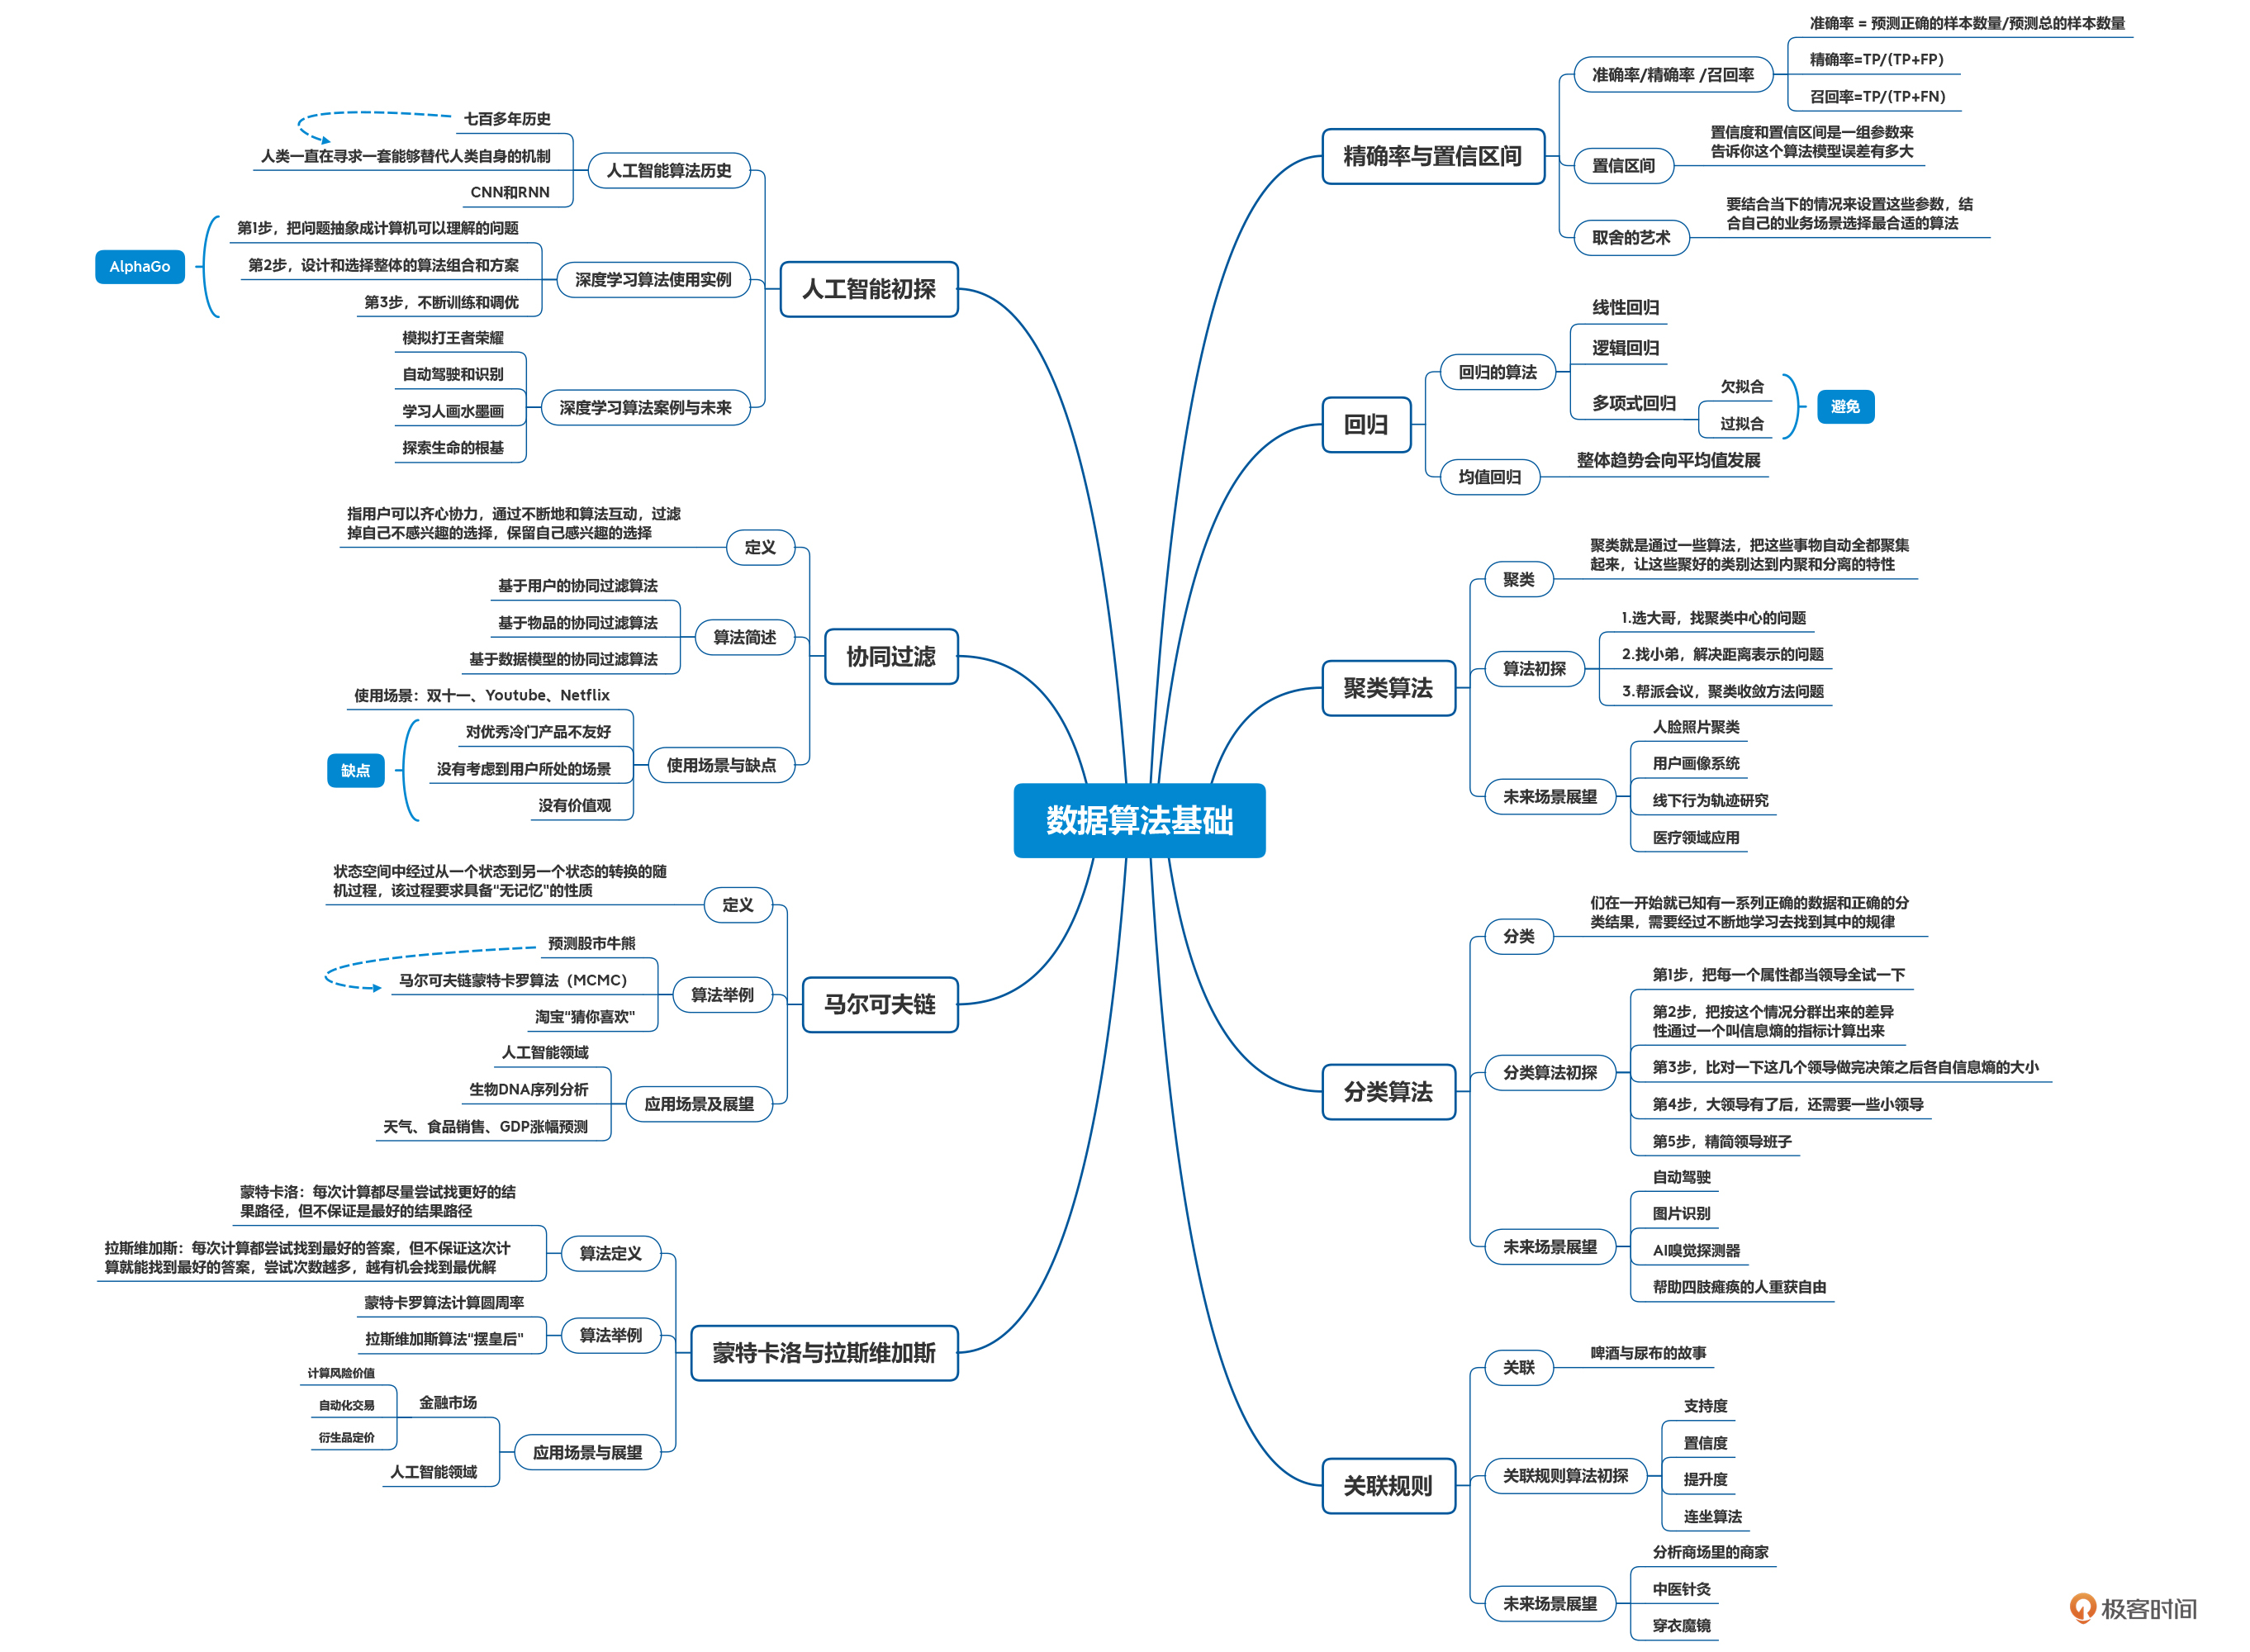 数据算法基础
精确率与置信区间
准确率/精确率 /召回率
准确率 = 预测正确的样本数量/预测总的样本数量
精确率=TP/(TP+FP)
召回率=TP/(TP+FN)
置信区间
置信度和置信区间是一组参数来
告诉你这个算法模型误差有多大
取舍的艺术
要结合当下的情况来设置这些参数，结
合自己的业务场景选择最合适的算法
回归
回归的算法
线性回归
逻辑回归
多项式回归
欠拟合
过拟合
避免
均值回归
整体趋势会向平均值发展
聚类算法
聚类
聚类就是通过一些算法，把这些事物自动全都聚集
起来，让这些聚好的类别达到内聚和分离的特性
算法初探
1.选大哥，找聚类中心的问题
2.找小弟，解决距离表示的问题
3.帮派会议，聚类收敛方法问题
未来场景展望
人脸照片聚类
用户画像系统
线下行为轨迹研究
医疗领域应用
分类算法
分类
们在一开始就已知有一系列正确的数据和正确的分
类结果，需要经过不断地学习去找到其中的规律
分类算法初探
第1步，把每一个属性都当领导全试一下
第2步，把按这个情况分群出来的差异
性通过一个叫信息熵的指标计算出来
第3步，比对一下这几个领导做完决策之后各自信息熵的大小
第4步，大领导有了后，还需要一些小领导
第5步，精简领导班子
未来场景展望
自动驾驶
图片识别
AI嗅觉探测器
帮助四肢瘫痪的人重获自由
关联规则
关联
啤酒与尿布的故事
关联规则算法初探
支持度
置信度
提升度
连坐算法
未来场景展望
分析商场里的商家
中医针灸
穿衣魔镜
人工智能初探
人工智能算法历史
七百多年历史
人类一直在寻求一套能够替代人类自身的机制
CNN和RNN
深度学习算法使用实例
第1步，把问题抽象成计算机可以理解的问题
第2步，设计和选择整体的算法组合和方案
第3步，不断训练和调优
AlphaGo
深度学习算法案例与未来
模拟打王者荣耀
自动驾驶和识别
学习人画水墨画
探索生命的根基
协同过滤
定义
指用户可以齐心协力，通过不断地和算法互动，过滤
掉自己不感兴趣的选择，保留自己感兴趣的选择
算法简述
基于用户的协同过滤算法
基于物品的协同过滤算法
基于数据模型的协同过滤算法
使用场景与缺点
使用场景：双十一、Youtube、Netflix
对优秀冷门产品不友好
没有考虑到用户所处的场景
没有价值观
缺点
马尔可夫链
定义
状态空间中经过从一个状态到另一个状态的转换的随
机过程，该过程要求具备"无记忆"的性质
算法举例
预测股市牛熊
马尔可夫链蒙特卡罗算法（MCMC）
淘宝"猜你喜欢"
应用场景及展望
人工智能领域
生物DNA序列分析
天气、食品销售、GDP涨幅预测
蒙特卡洛与拉斯维加斯
算法定义
蒙特卡洛：每次计算都尽量尝试找更好的结
果路径，但不保证是最好的结果路径
拉斯维加斯：每次计算都尝试找到最好的答案，但不保证这次计
算就能找到最好的答案，尝试次数越多，越有机会找到最优解
算法举例
蒙特卡罗算法计算圆周率
拉斯维加斯算法"摆皇后"
应用场景与展望
金融市场
计算风险价值
自动化交易
衍生品定价
人工智能领域
极客时间